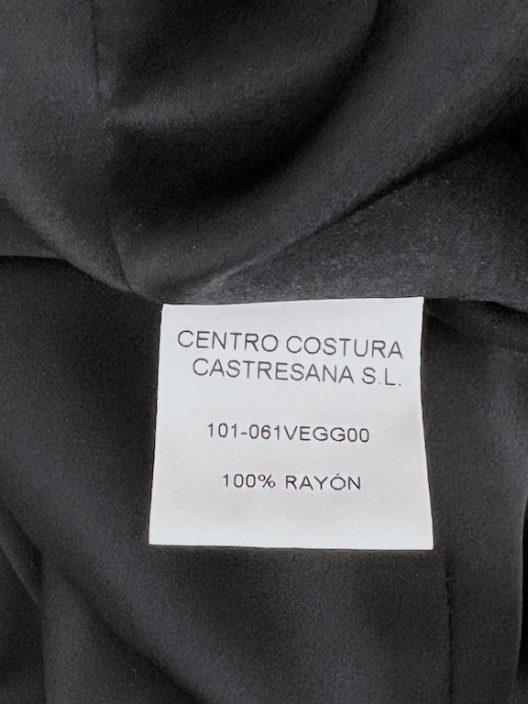 CENTRO COSTURA
CASTRESANA S.L.
101-061VEGG00
100% RAYÓN